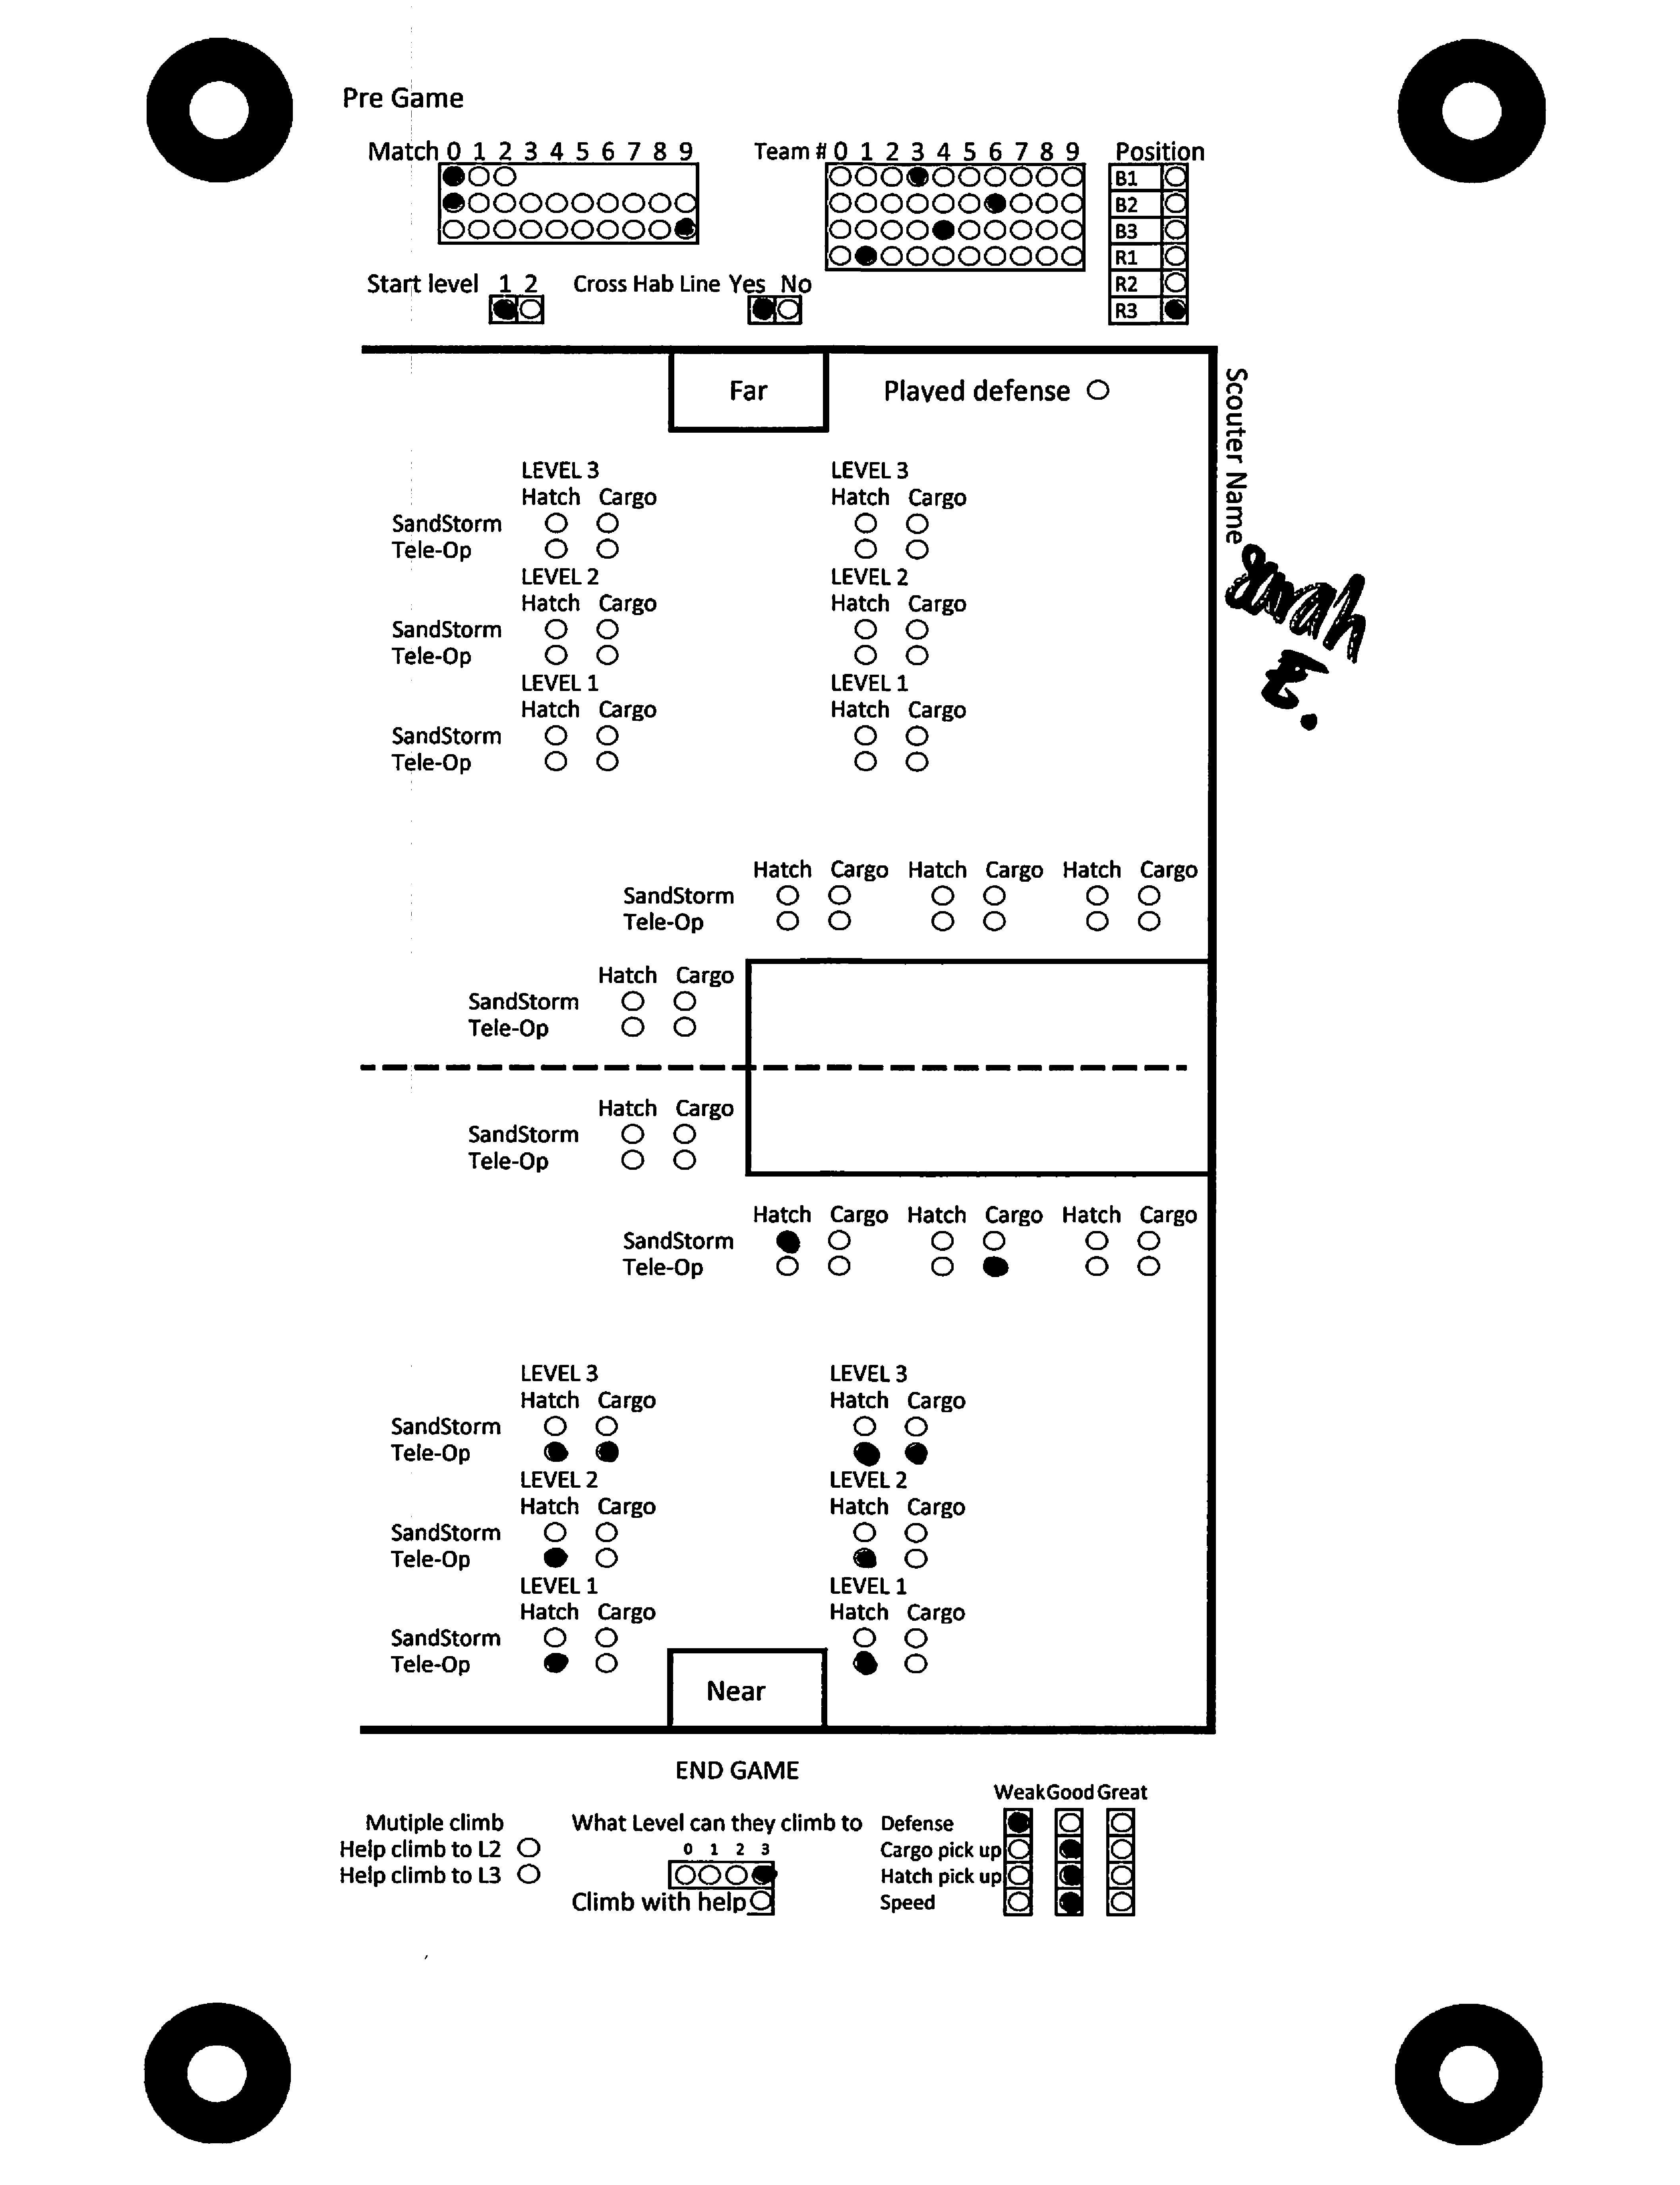 Pre Game
Match 0 1 2 3 4 5 6 7 8 9
Team # 0 1 2 3 4 5 6 7 8 9
Position
B1
B2
B3
R1
R2
R3
Start level 1 2
Cross Hab Line Yes No
Far
Played defense
Scouter Name
Sarah E.
LEVEL 3 LEVEL 3
Hatch Cargo Hatch Cargo
SandStorm
Tele-Op
LEVEL 2 LEVEL 2
Hatch Cargo Hatch Cargo
SandStorm
Tele-Op
LEVEL 1 LEVEL 1
Hatch Cargo Hatch Cargo
SandStorm
Tele-Op
Hatch Cargo Hatch Cargo Hatch Cargo
SandStorm
Tele-Op
Hatch Cargo
SandStorm
Tele-Op
Hatch Cargo
SandStorm
Tele-Op
Hatch Cargo Hatch Cargo Hatch Cargo
SandStorm
Tele-Op
LEVEL 3 LEVEL 3
Hatch Cargo Hatch Cargo
SandStorm
Tele-Op
LEVEL 2 LEVEL 2
Hatch Cargo Hatch Cargo
SandStorm
Tele-Op
LEVEL 1 LEVEL 1
Hatch Cargo Hatch Cargo
SandStorm
Tele-Op
Near
END GAME
Mutiple climb
Help climb to L2
Help climb to L3
What Level can they climb to
0 1 2 3
Climb with help
Weak Good Great
Defense
Cargo pick up
Hatch pick up
Speed